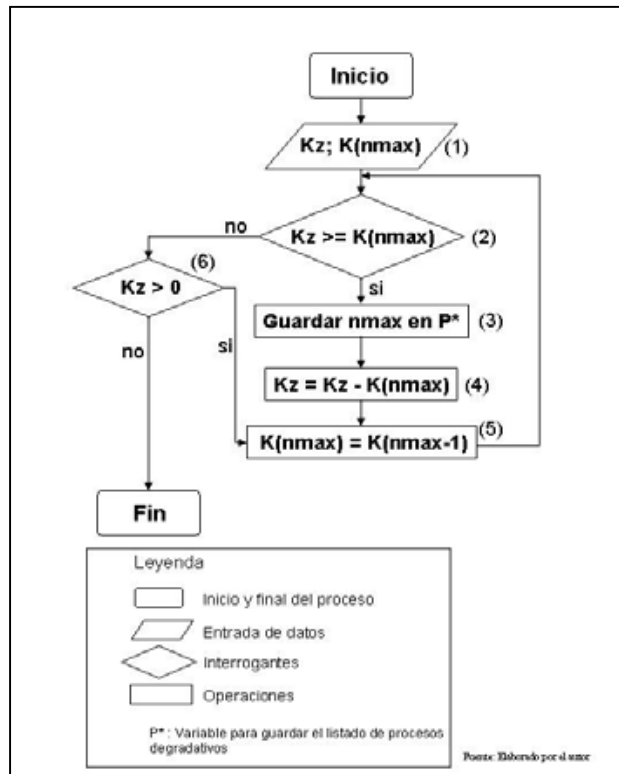 Inicio
Kz; K(nmax) (1)
Kz >= K(nmax) (2)
no
si
Kz > 0 (6)
no
si
Guardar nmax en P* (3)
Kz = Kz - K(nmax) (4)
K(nmax) = K(nmax-1) (5)
Fin
Leyenda
Inicio y final del proceso
Entrada de datos
Interrogantes
Operaciones
P* : Variable para guardar el listado de procesos
degradativos
Fuente: Elaborado por el autor